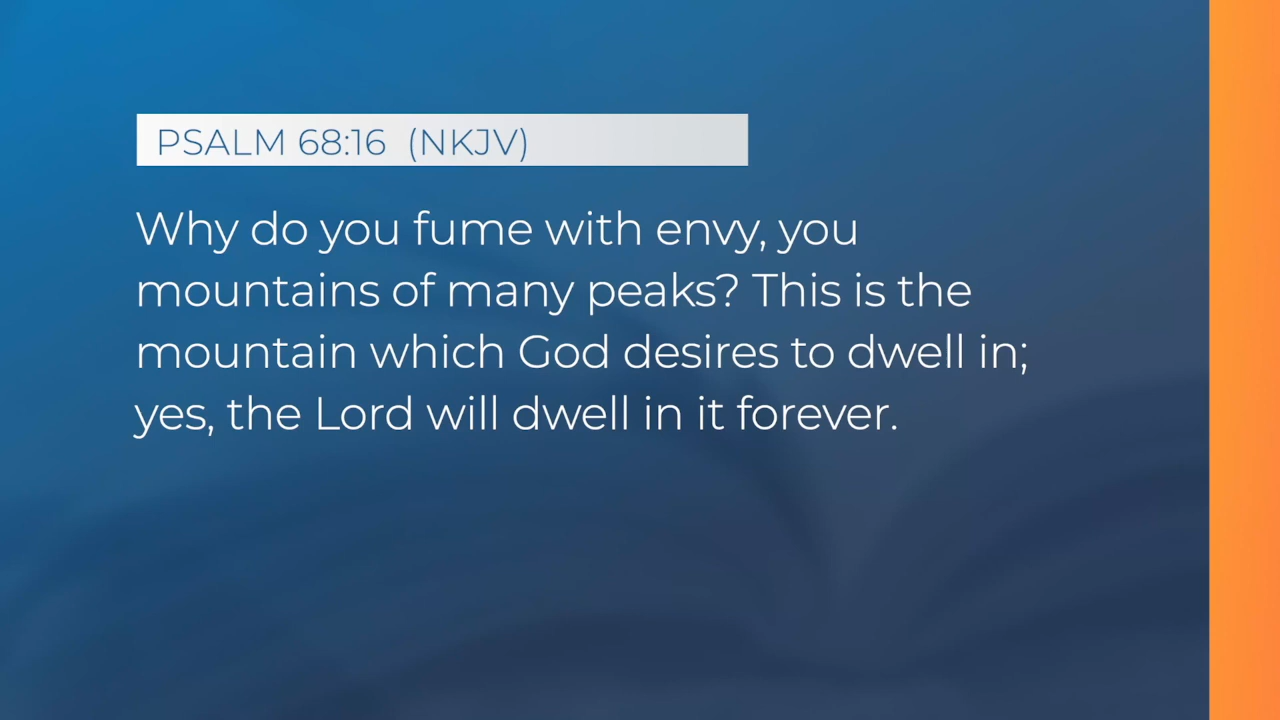 PSALM 68:16 (NKJV)
Why do you fume with envy, you
mountains of many peaks? This is the
mountain which God desires to dwell in;
yes, the Lord will dwell in it forever.